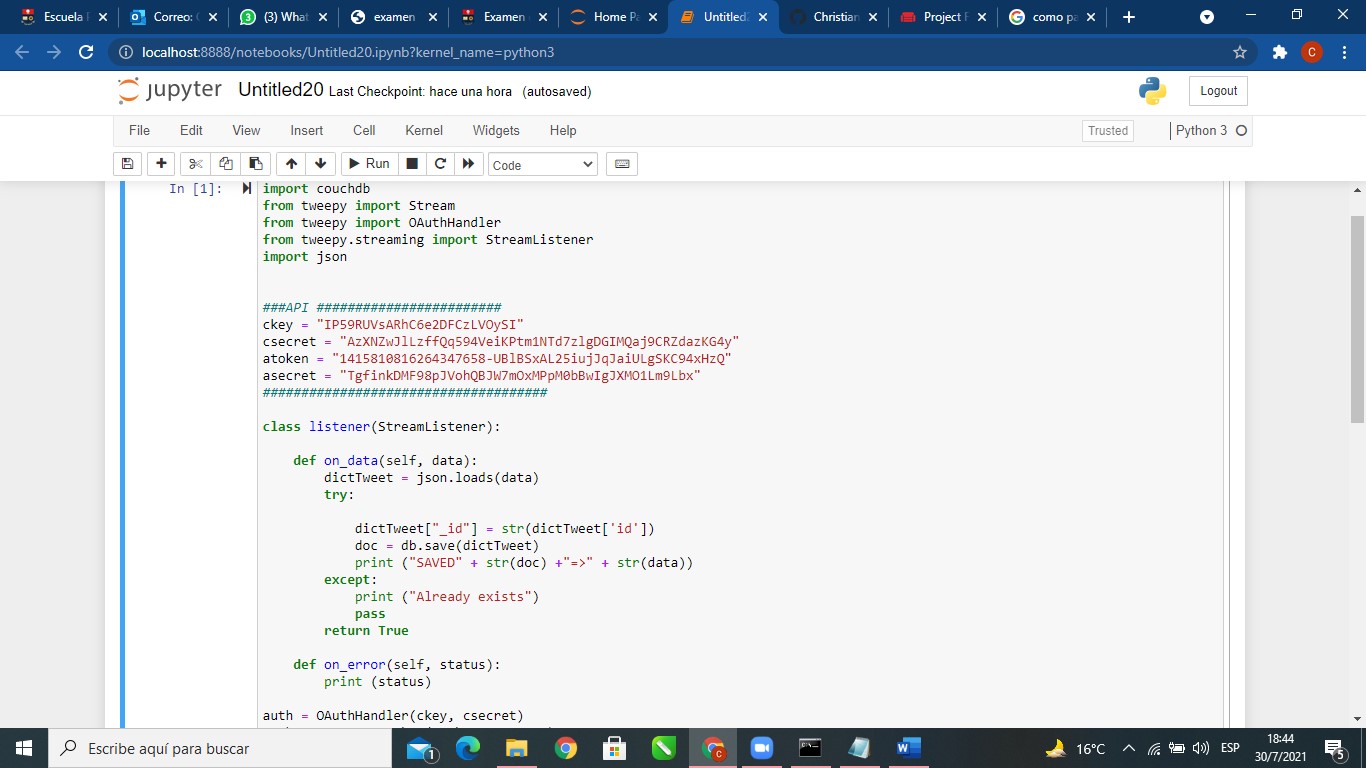 Escuela
Correo:
(3) What
examen
Examen
Home Pa
Untitled2
Christian
Project
como pa
localhost:8888/notebooks/Untitled20.ipynb?kernel_name=python3
C
jupyter Untitled20 Last Checkpoint: hace una hora (autosaved)
Logout
File Edit View Insert Cell Kernel Widgets Help
Trusted
Python 3
Run
Code
In [1]:
import couchdb
from tweepy import Stream
from tweepy import OAuthHandler
from tweepy.streaming import StreamListener
import json
###API ########################
ckey = "IP59RUVsARhC6e2DFCzLVOySI"
csecret = "AzXNZwJlLzffQq594VeiKPtm1NTd7zlgDGIMQaj9CRZdazKG4y"
atoken = "1415810816264347658-UBlBSxAL25iujJqJaiULgSKC94xHzQ"
asecret = "TgfinkDMF98pJVohQBJW7mOxMPpM0bBwIgJXMO1Lm9Lbx"
#####################################
class listener(StreamListener):
def on_data(self, data):
dictTweet = json.loads(data)
try:
dictTweet["_id"] = str(dictTweet['id'])
doc = db.save(dictTweet)
print ("SAVED" + str(doc) +"=>" + str(data))
except:
print ("Already exists")
pass
return True
def on_error(self, status):
print (status)
auth = OAuthHandler(ckey, csecret)
Escribe aquí para buscar
1
C
16°C
ESP
18:44
30/7/2021
5